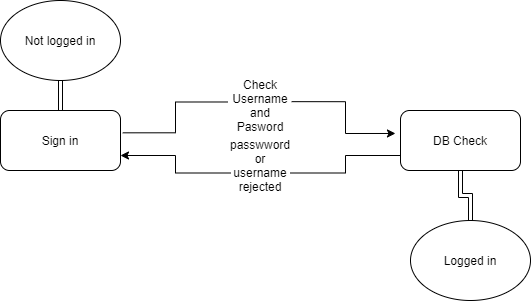 Not logged in
Check
Username
and
Pasword
Sign in
passwword
or
username
rejected
DB Check
Logged in